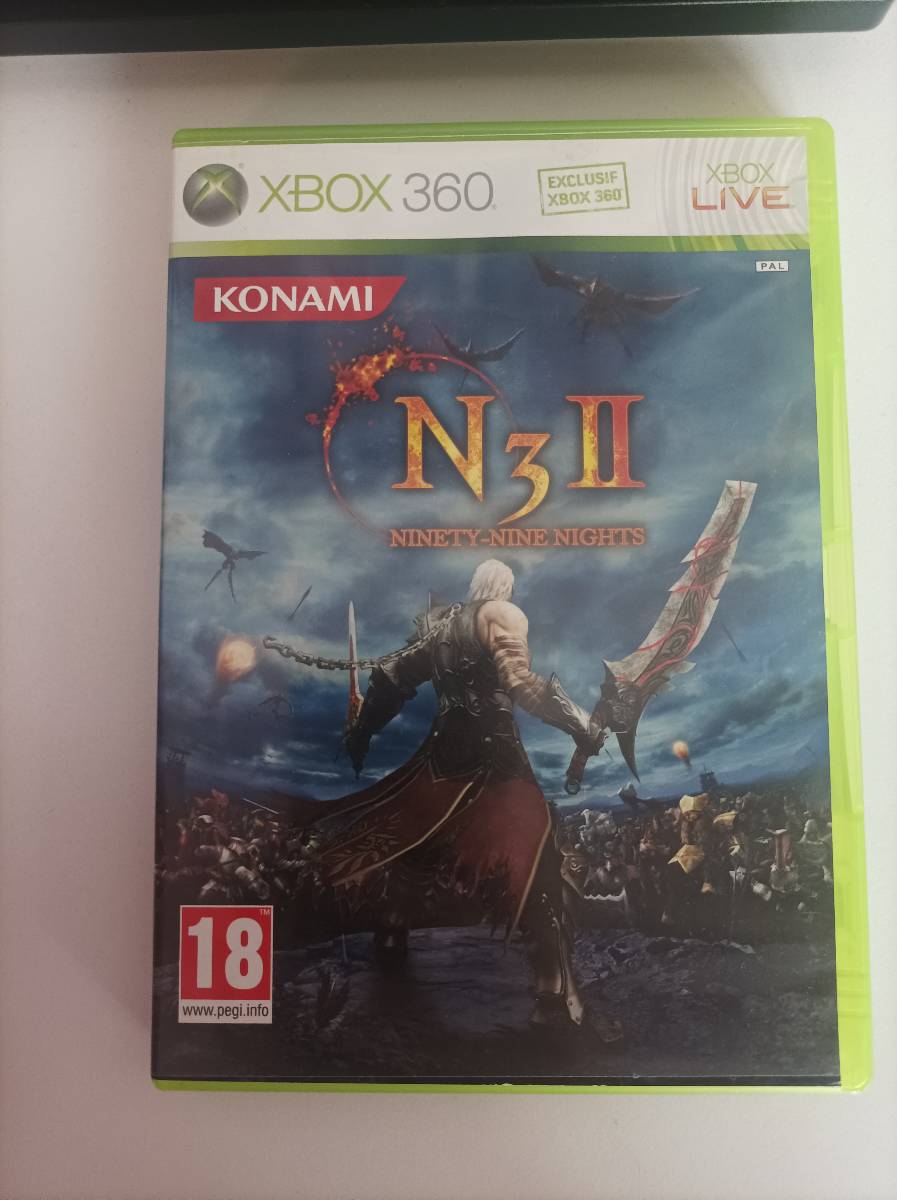 XBOX 360
EXCLUSIF
XBOX 360
XBOX
LIVE
PAL
KONAMI
N3II
NINETY-NINE NIGHTS
18
www.pegi.info